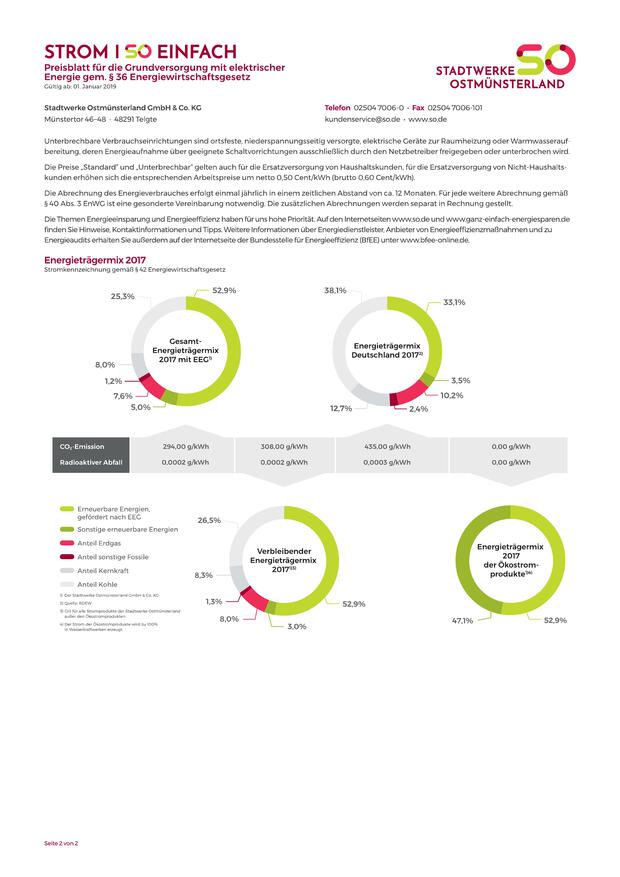 STROM I SO EINFACH
Preisblatt für die Grundversorgung mit elektrischer
Energie gem. § 36 Energiewirtschaftsgesetz
Gültig ab: 01. Januar 2019
STADTWERKE SO
OSTMÜNSTERLAND
Stadtwerke Ostmünsterland GmbH & Co. KG
Münstertor 46-48 · 48291 Telgte
Telefon 02504 7006-0 · Fax 02504 7006-101
kundenservice@so.de · www.so.de
Unterbrechbare Verbrauchseinrichtungen sind ortsfeste, niederspannungsseitig versorgte, elektrische Geräte zur Raumheizung oder Warmwasserauf-
bereitung, deren Energieaufnahme über geeignete Schaltvorrichtungen ausschließlich durch den Netzbetreiber freigegeben oder unterbrochen wird.
Die Preise „Standard" und „Unterbrechbar" gelten auch für die Ersatzversorgung von Haushaltskunden, für die Ersatzversorgung von Nicht-Haushalts-
kunden erhöhen sich die entsprechenden Arbeitspreise um netto 0,50 Cent/kWh (brutto 0,60 Cent/kWh).
Die Abrechnung des Energieverbrauches erfolgt einmal jährlich in einem zeitlichen Abstand von ca. 12 Monaten. Für jede weitere Abrechnung gemäß
§ 40 Abs. 3 EnWG ist eine gesonderte Vereinbarung notwendig. Die zusätzlichen Abrechnungen werden separat in Rechnung gestellt.
Die Themen Energieeinsparung und Energieeffizienz haben für uns hohe Priorität. Auf den Internetseiten www.so.de und www.ganz-einfach-energiesparen.de
finden Sie Hinweise, Kontaktinformationen und Tipps. Weitere Informationen über Energiedienstleister, Anbieter von Energieeffizienzmaßnahmen und zu
Energieaudits erhalten Sie außerdem auf der Internetseite der Bundesstelle für Energieeffizienz (BfEE) unter www.bfee-online.de.
Energieträgermix 2017
Stromkennzeichnung gemäß § 42 Energiewirtschaftsgesetz
52,9%
25,3%
8,0%
1,2%
7,6%
5,0%
Gesamt-
Energieträgermix
2017 mit EEG¹⁾
38,1%
33,1%
3,5%
10,2%
2,4%
12,7%
Energieträgermix
Deutschland 2017²⁾
CO₂-Emission 294,00 g/kWh 308,00 g/kWh 435,00 g/kWh 0,00 g/kWh
Radioaktiver Abfall 0,0002 g/kWh 0,0002 g/kWh 0,0003 g/kWh 0,00 g/kWh
Erneuerbare Energien,
gefördert nach EEG
Sonstige erneuerbare Energien
Anteil Erdgas
Anteil sonstige Fossile
Anteil Kernkraft
Anteil Kohle
1) Der Stadtwerke Ostmünsterland GmbH & Co. KG
2) Quelle: BDEW
3) Gilt für alle Stromprodukte der Stadtwerke Ostmünsterland
außer den Ökostromprodukten.
4) Der Strom der Ökostromprodukte wird zu 100%
in Wasserkraftwerken erzeugt.
26,5%
8,3%
1,3%
8,0%
3,0%
52,9%
Verbleibender
Energieträgermix
2017¹⁾³⁾
Energieträgermix
2017
der Ökostrom-
produkte¹⁾⁴⁾
47,1%
52,9%
Seite 2 von 2